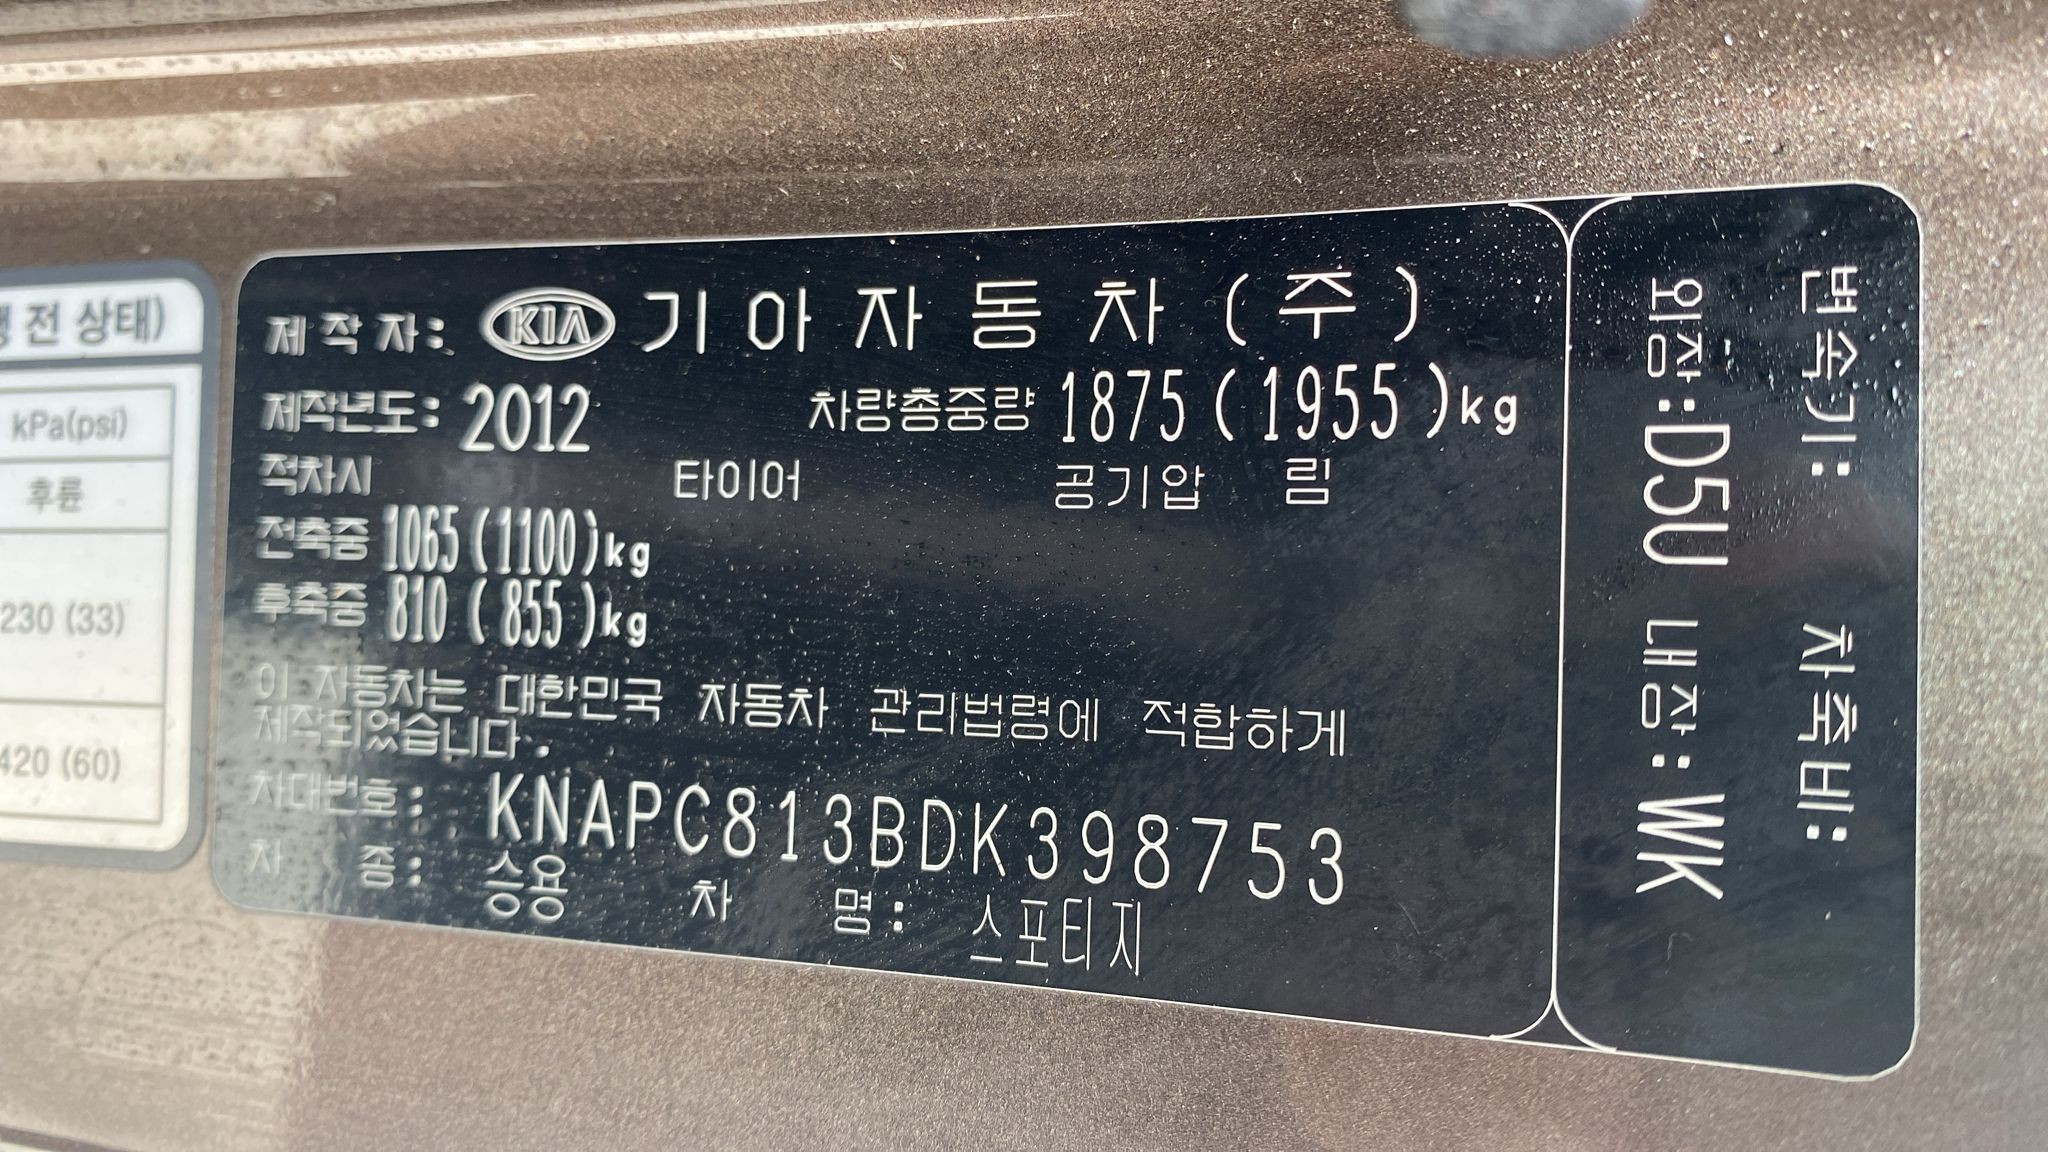 전 상태)
kPa(psi)
후륜
230 (33)
420 (60)
제 작 자: KIA 기아자동차(주)
제작년도: 2012 차량총중량 1875(1955)kg
적차시 타이어 공기압 림
전축중 1065(1100)kg
후축중 810 ( 855 )kg
이 자동차는 대한민국 자동차 관리법령에 적합하게
제작되었습니다.
차대번호: KNAPC813BDK398753
차 종: 승용 차 명: 스포티지
변속기: 차축비:
외장:D5U 내장:WK